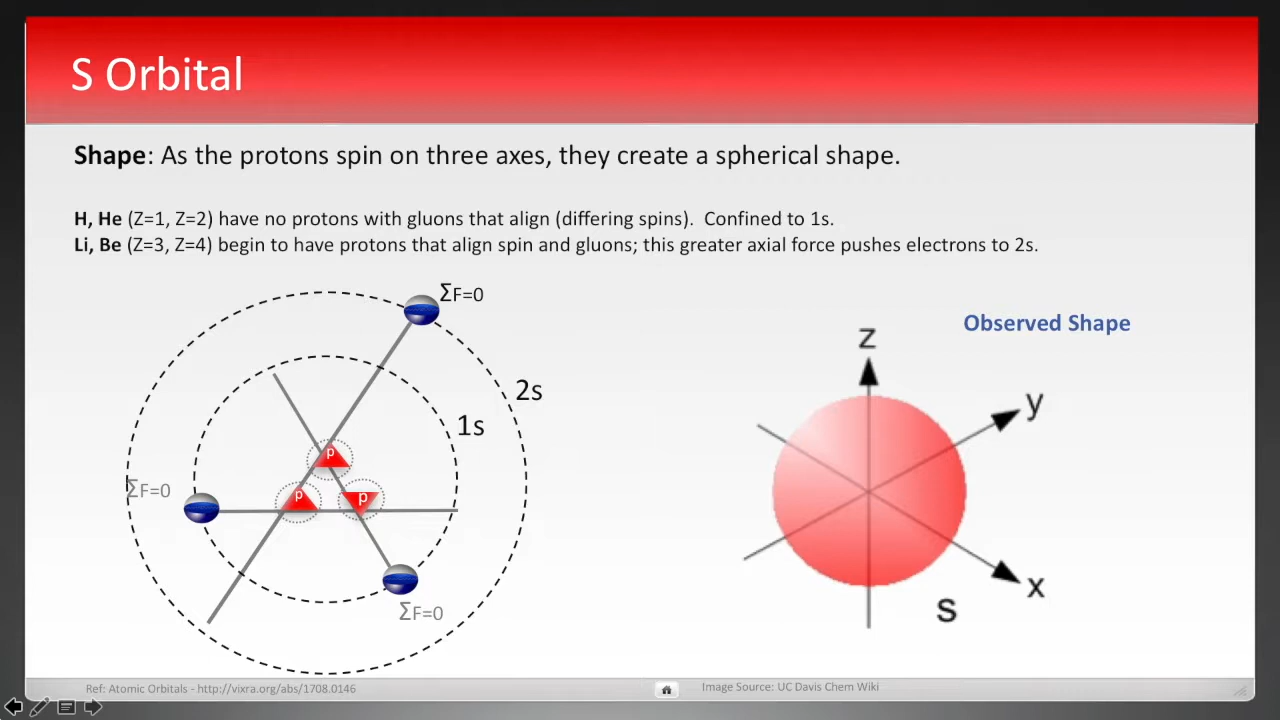 S Orbital
Shape: As the protons spin on three axes, they create a spherical shape.
H, He (Z=1, Z=2) have no protons with gluons that align (differing spins).  Confined to 1s.
Li, Be (Z=3, Z=4) begin to have protons that align spin and gluons; this greater axial force pushes electrons to 2s.
ΣF=0
2s
1s
p
p
p
ΣF=0
ΣF=0
Observed Shape
z
y
x
s
Ref: Atomic Orbitals - http://vixra.org/abs/1708.0146
Image Source: UC Davis Chem Wiki